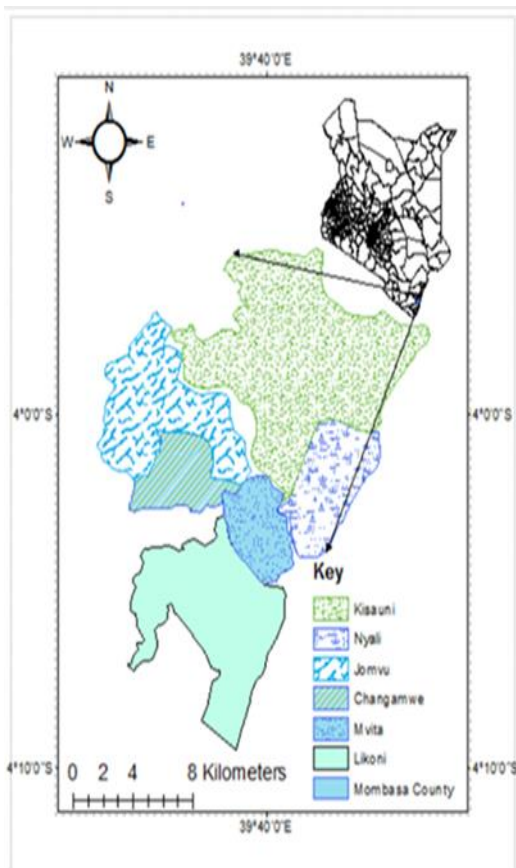 39°40'0"E
N
W E
S
4°0'0"S 4°0'0"S
Key
Kisauni
Nyali
Jomvu
Changamwe
Mvita
Likoni
Mombasa County
4°10'0"S 4°10'0"S
0 2 4 8 Kilometers
39°40'0"E